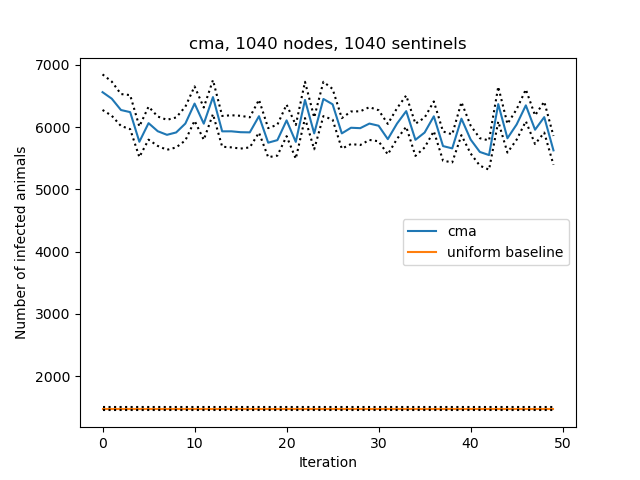 cma, 1040 nodes, 1040 sentinels
Number of infected animals
7000
6000
5000
4000
3000
2000
cma
uniform baseline
0
10
20
30
40
50
Iteration